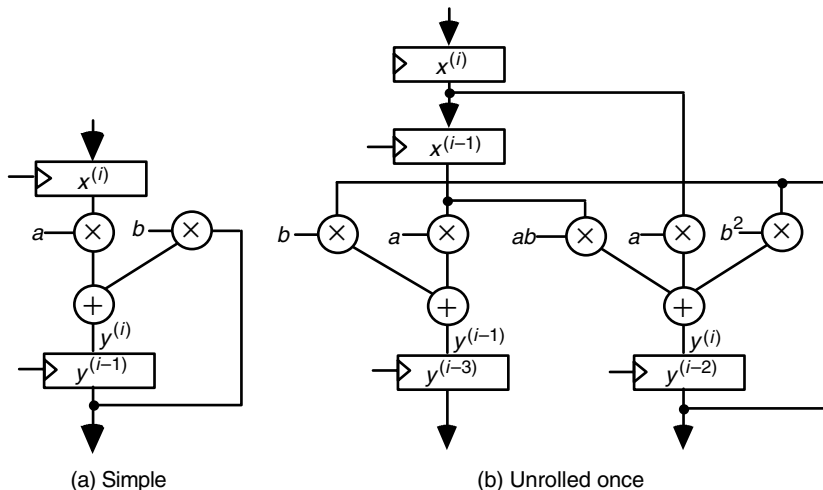 x(i)
x(i–1)
x(i)
a × b ×
b × a × ab × a × b2 ×
+
+ +
y(i)
y(i–1) y(i)
y(i–1)
y(i–3) y(i–2)
(a) Simple (b) Unrolled once